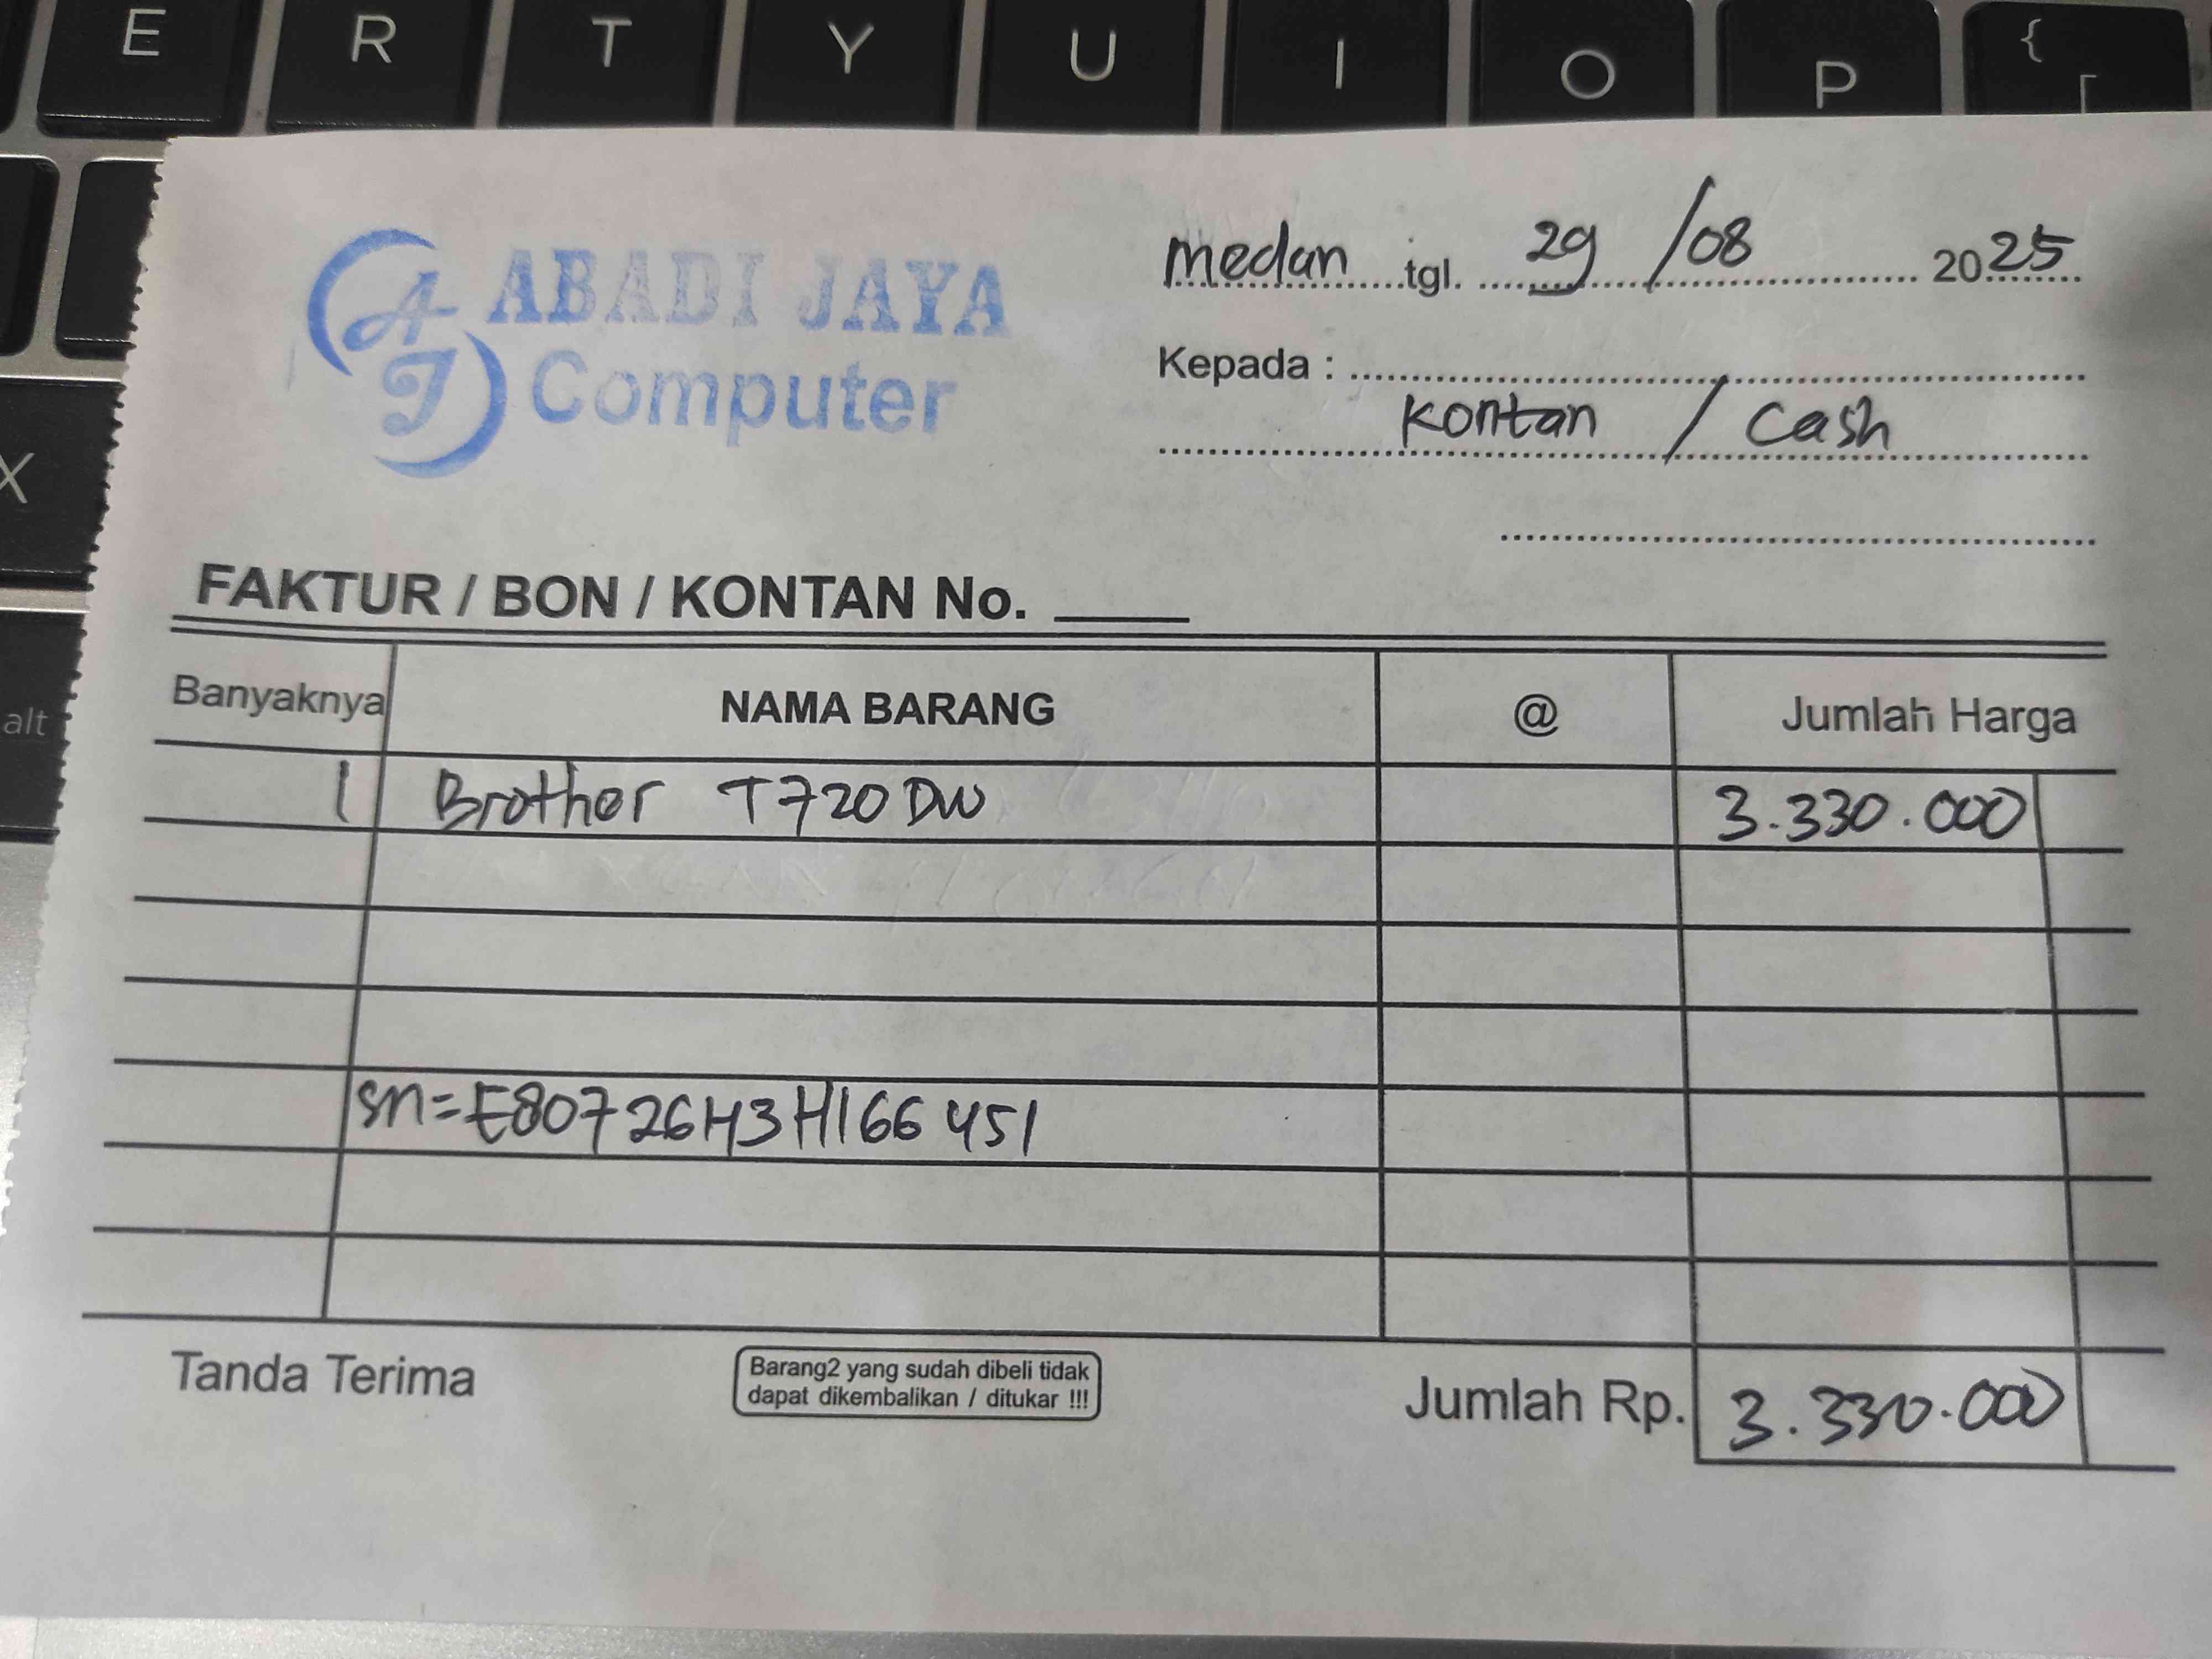 E R T Y U I O P {
[
X
alt
ABADI JAYA
AJ Computer
medan tgl. 29 / 08 2025
Kepada :
Kontan / Cash
FAKTUR / BON / KONTAN No.
Banyaknya NAMA BARANG @ Jumlah Harga
1 Brother T720DW 3.330.000
sn=E80726H3H166451
Tanda Terima
Barang2 yang sudah dibeli tidak
dapat dikembalikan / ditukar !!!
Jumlah Rp. 3.330.000